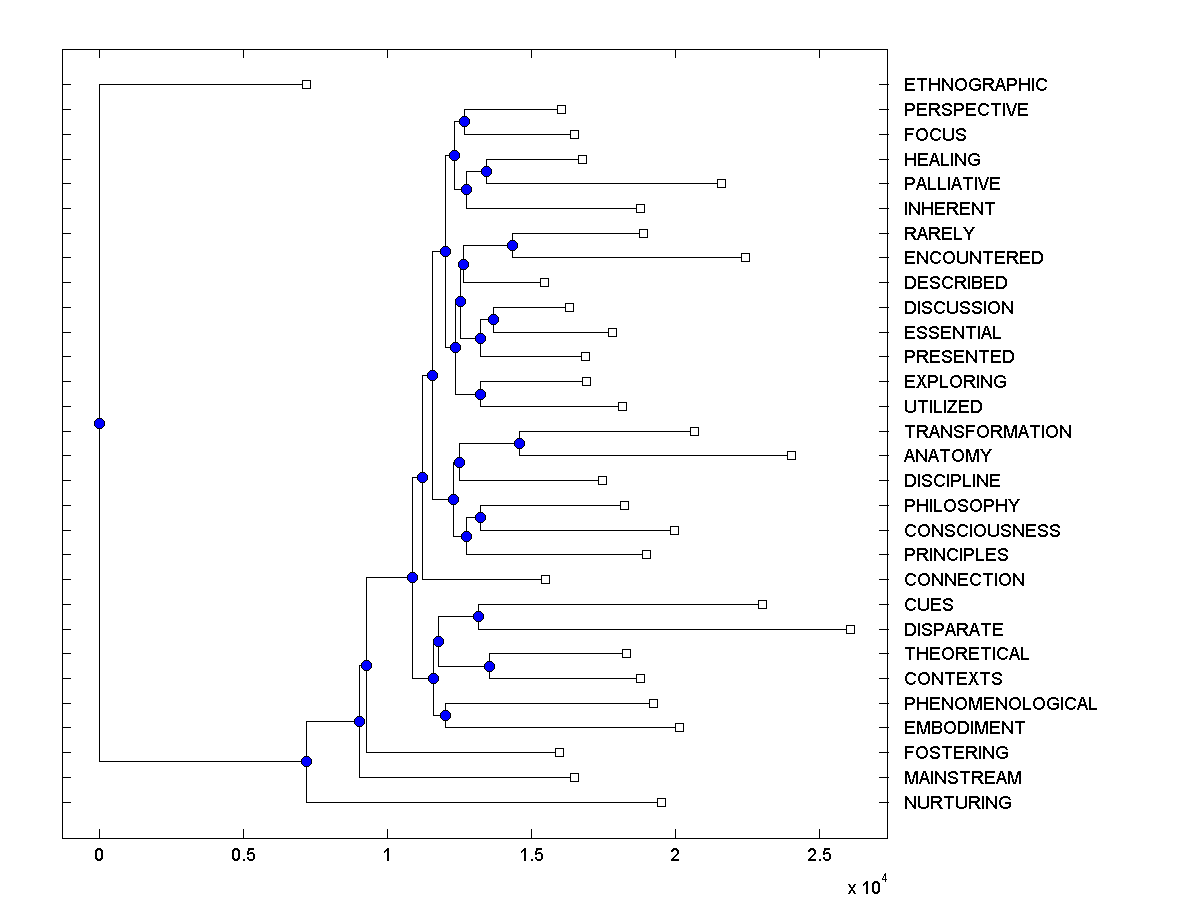 ETHNOGRAPHIC
PERSPECTIVE
FOCUS
HEALING
PALLIATIVE
INHERENT
RARELY
ENCOUNTERED
DESCRIBED
DISCUSSION
ESSENTIAL
PRESENTED
EXPLORING
UTILIZED
TRANSFORMATION
ANATOMY
DISCIPLINE
PHILOSOPHY
CONSCIOUSNESS
PRINCIPLES
CONNECTION
CUES
DISPARATE
THEORETICAL
CONTEXTS
PHENOMENOLOGICAL
EMBODIMENT
FOSTERING
MAINSTREAM
NURTURING
0 0.5 1 1.5 2 2.5
x 10^4